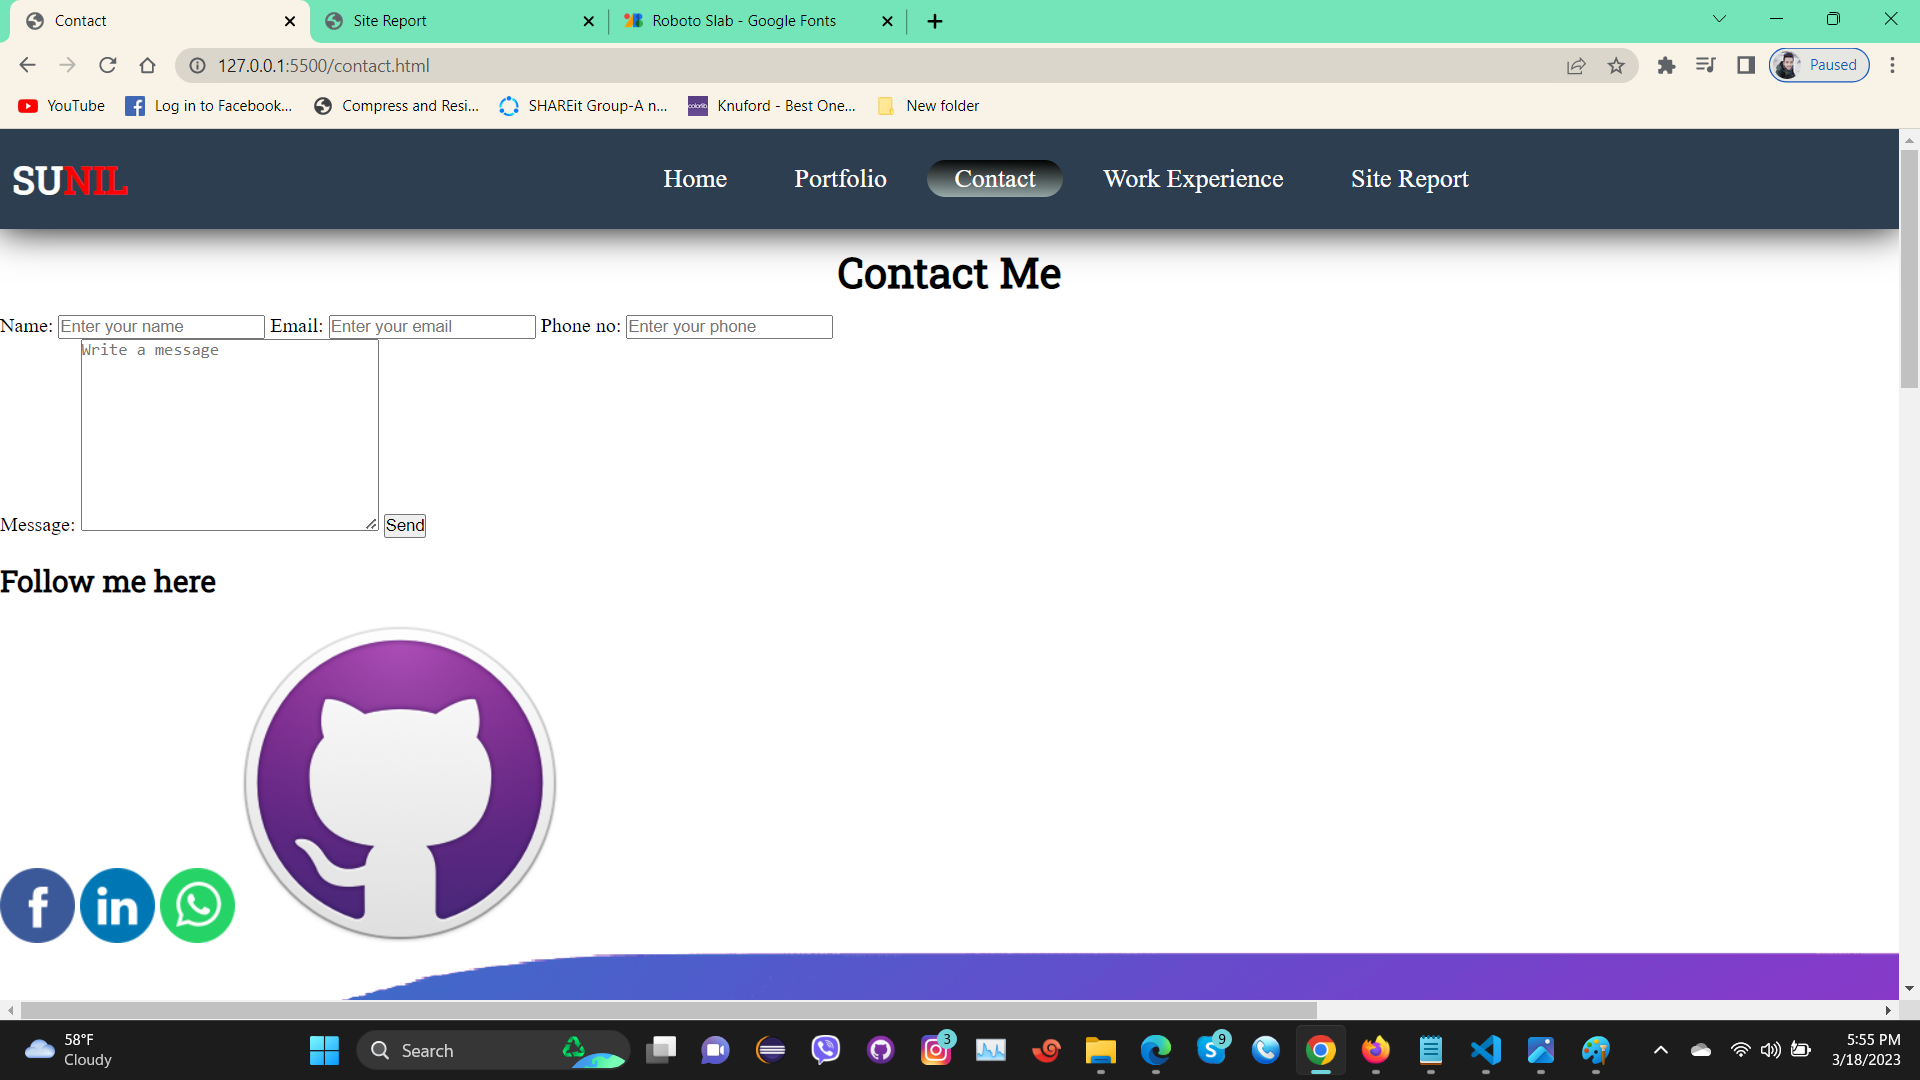 Contact
Site Report
Roboto Slab - Google Fonts
127.0.0.1:5500/contact.html
Paused
YouTube
Log in to Facebook...
Compress and Resi...
SHAREit Group-A n...
Knuford - Best One...
New folder
SUNIL
Home
Portfolio
Contact
Work Experience
Site Report
Contact Me
Name: Enter your name Email: Enter your email Phone no: Enter your phone
Write a message
Message: Send
Follow me here
f in
58°F
Cloudy
Search
3
9
5:55 PM
3/18/2023